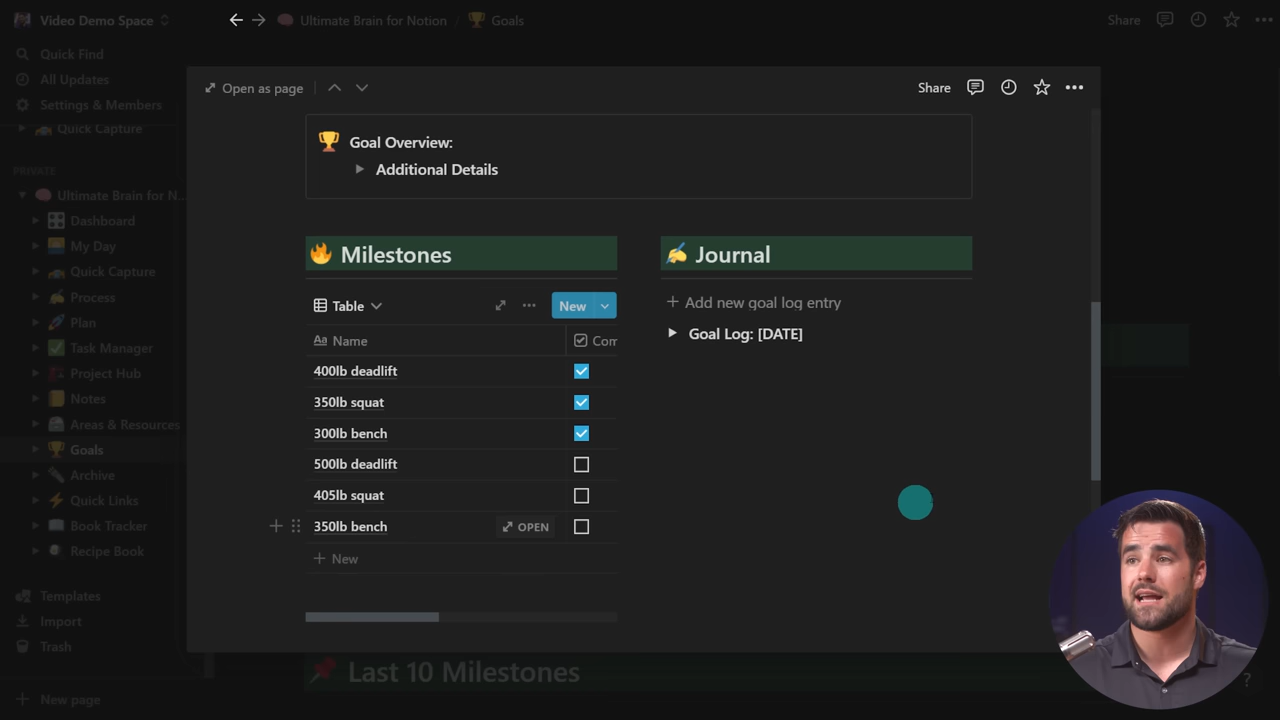 Video Demo Space
Ultimate Brain for Notion / Goals
Share
Quick Find
All Updates
Settings & Members
Quick Capture
PRIVATE
Ultimate Brain for N...
Dashboard
My Day
Quick Capture
Process
Plan
Task Manager
Project Hub
Notes
Areas & Resources
Goals
Archive
Quick Links
Book Tracker
Recipe Book
Templates
Import
Trash
New page
Open as page
Share
Goal Overview:
Additional Details
Milestones
Table
New
Aa Name
Com
400lb deadlift
350lb squat
300lb bench
500lb deadlift
405lb squat
350lb bench
OPEN
New
Journal
Add new goal log entry
Goal Log: [DATE]
Last 10 Milestones
?